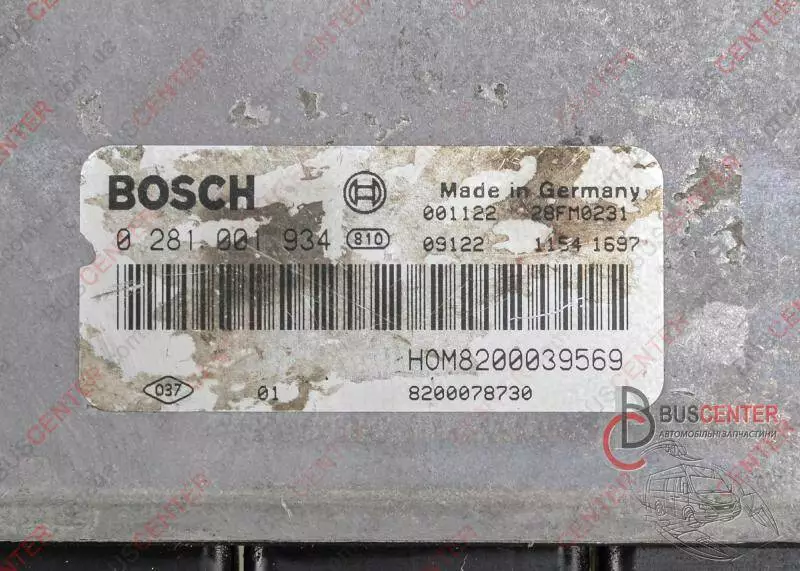 BOSCH
Made in Germany
001122 28FM0231
0 281 001 934 810
09122 1154 1697
HOM8200039569
037 01 8200078730
BUSCENTER
АВТОМОБІЛЬНІ ЗАПЧАСТИНИ